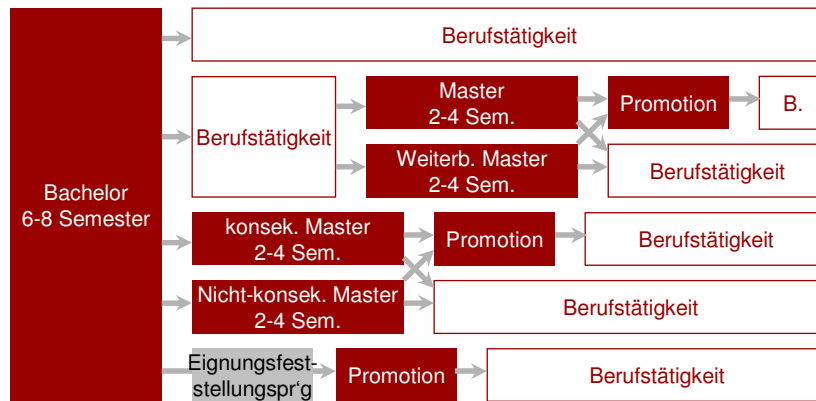 Bachelor
6-8 Semester
Berufstätigkeit
Berufstätigkeit
Master
2-4 Sem.
Promotion
B.
Weiterb. Master
2-4 Sem.
Berufstätigkeit
konsek. Master
2-4 Sem.
Promotion
Berufstätigkeit
Nicht-konsek. Master
2-4 Sem.
Berufstätigkeit
Eignungsfest-
stellungspr‘g
Promotion
Berufstätigkeit